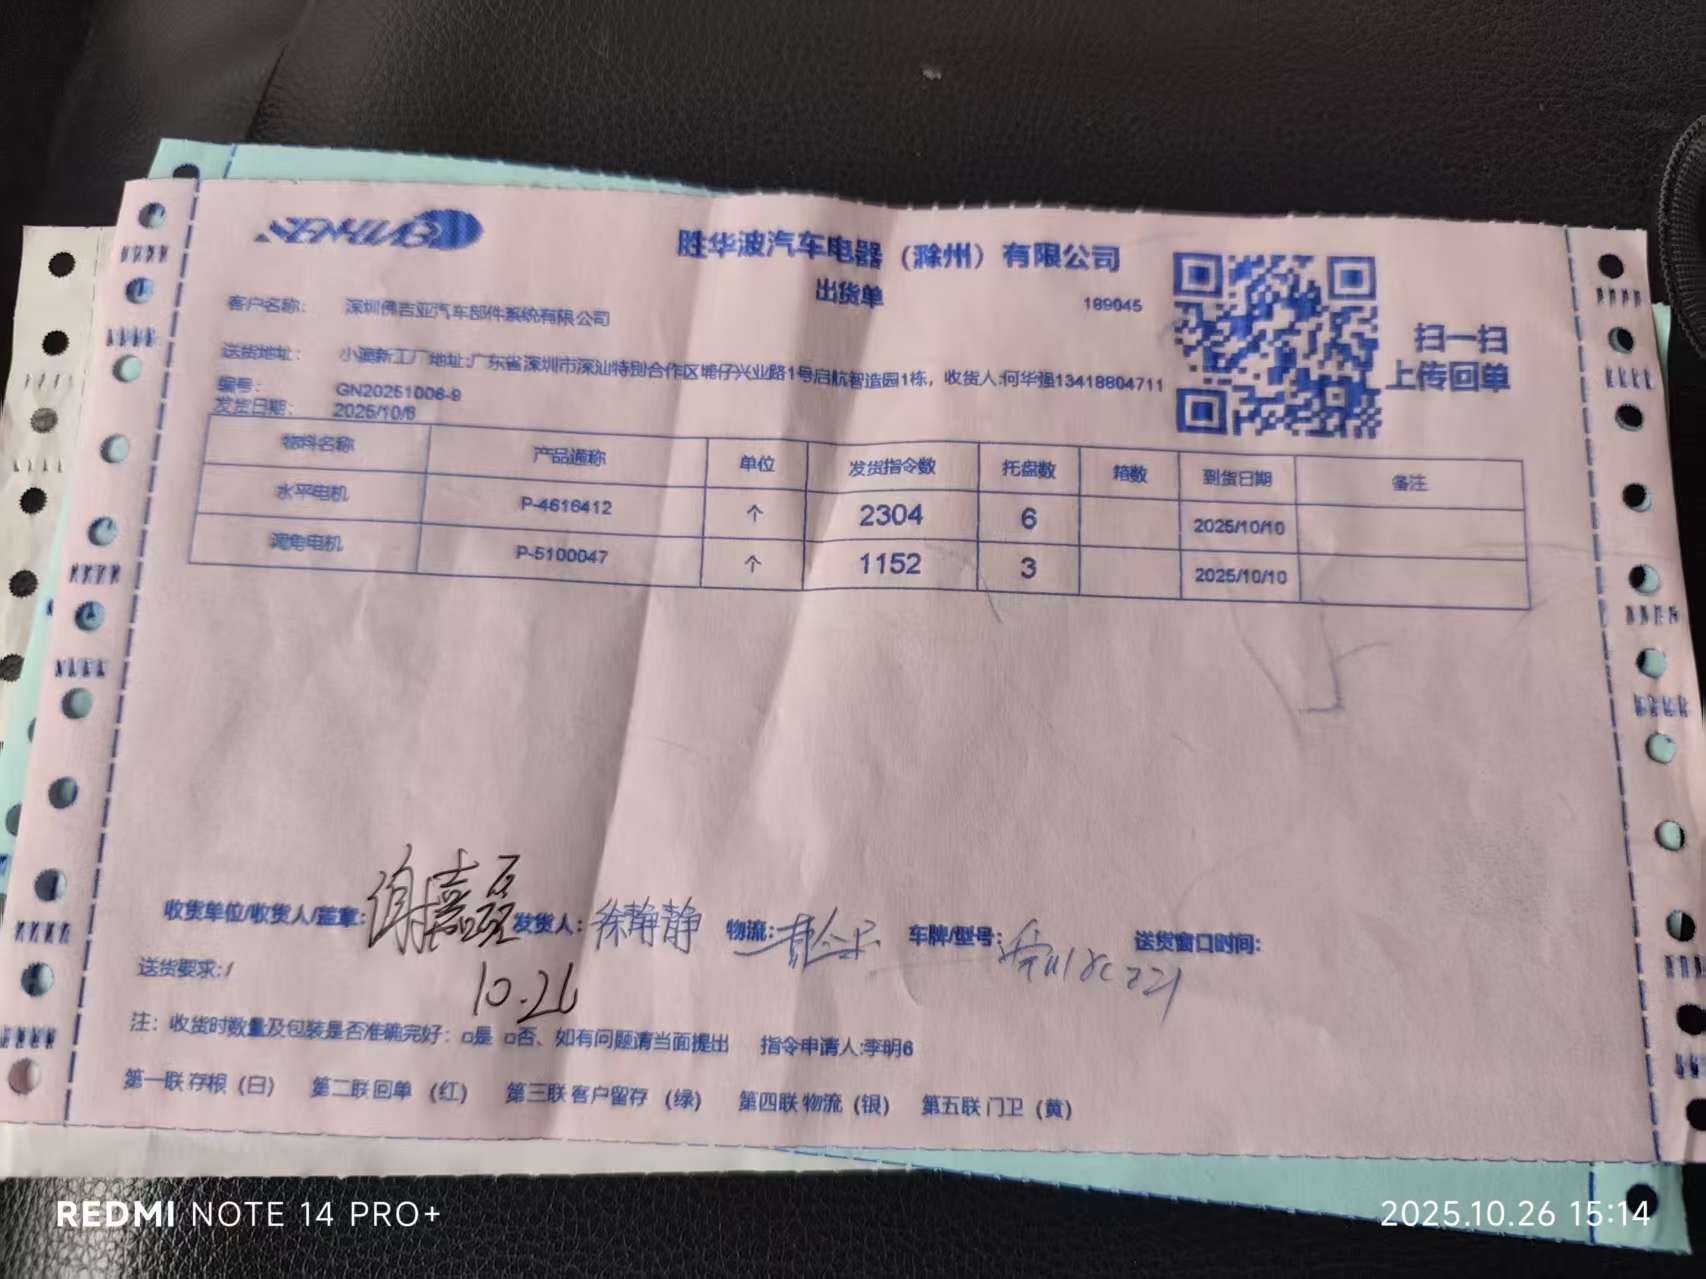 SENHUABO
胜华波汽车电器（滁州）有限公司
出货单
189045
扫一扫
上传回单
客户名称： 深圳佛吉亚汽车部件系统有限公司
送货地址： 小漠新工厂地址:广东省深圳市深汕特别合作区埔仔兴业路1号启航智造园1栋，收货人:何华强13418804711
编号： GN20251006-9
发货日期： 2025/10/6
物料名称 产品通称 单位 发货指令数 托盘数 箱数 到货日期 备注
水平电机 P-4616412 个 2304 6 2025/10/10
调角电机 P-5100047 个 1152 3 2025/10/10
收货单位/收货人/盖章: 谢嘉磊 发货人: 徐静静 物流: 车牌/型号: 送货窗口时间:
10.26
送货要求:/
注：收货时数量及包装是否准确完好：□是 □否、如有问题请当面提出 指令申请人:李明6
第一联 存根（白） 第二联 回单 （红） 第三联 客户留存 （绿） 第四联 物流（银） 第五联 门卫（黄）
REDMI NOTE 14 PRO+
2025.10.26 15:14